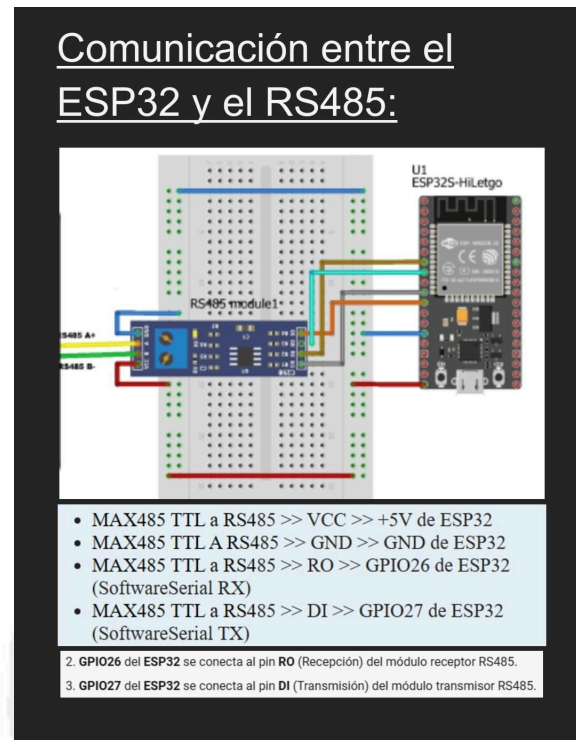 Comunicación entre el
ESP32 y el RS485:
U1
ESP32S-HiLetgo
RS485 module1
RS485 A+
RS485 B-
• MAX485 TTL a RS485 >> VCC >> +5V de ESP32
• MAX485 TTL A RS485 >> GND >> GND de ESP32
• MAX485 TTL a RS485 >> RO >> GPIO26 de ESP32
(SoftwareSerial RX)
• MAX485 TTL a RS485 >> DI >> GPIO27 de ESP32
(SoftwareSerial TX)
2. GPIO26 del ESP32 se conecta al pin RO (Recepción) del módulo receptor RS485.
3. GPIO27 del ESP32 se conecta al pin DI (Transmisión) del módulo transmisor RS485.